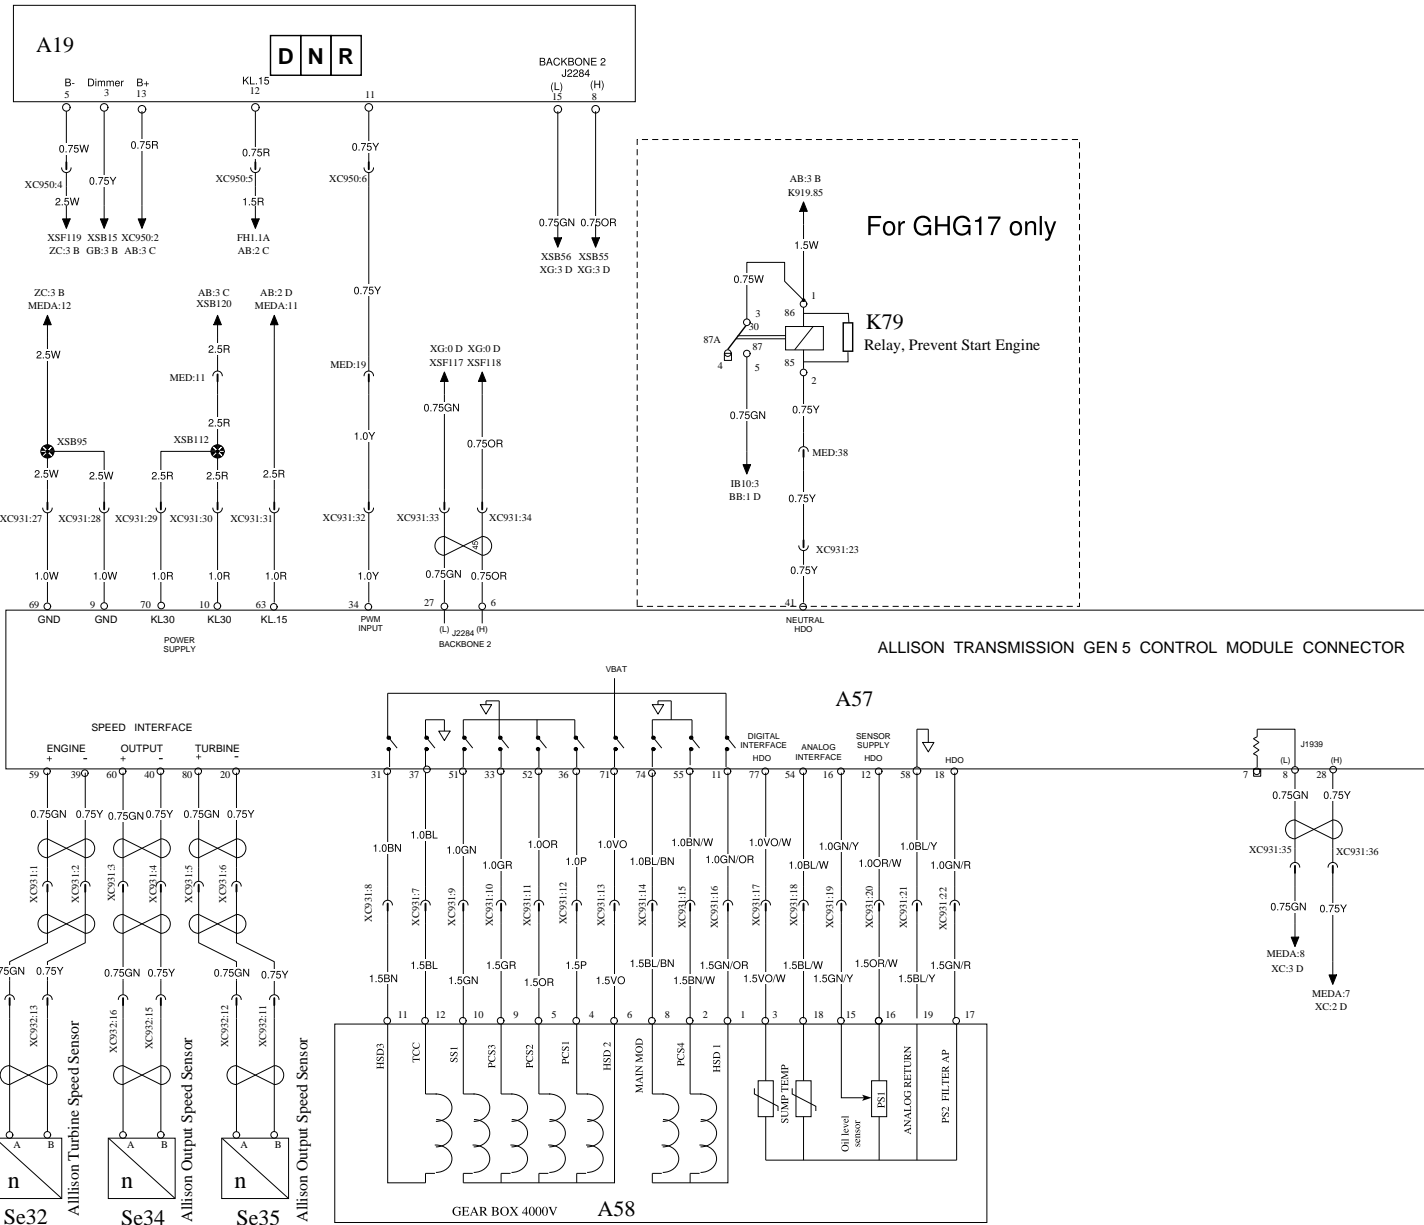 A19
D N R
BACKBONE 2
J2284
(L) (H)
B- Dimmer B+ KL.15
5 3 13 12 11 15 8
0.75W 0.75R 0.75R 0.75Y
XC950:4 0.75Y XC950:5 XC950:6
2.5W 1.5R 0.75GN 0.75OR
XSF119 XSB15 XC950:2 FH1.1A
ZC:3 B GB:3 B AB:3 C AB:2 C
XSB56 XSB55
XG:3 D XG:3 D
AB:3 B
K919.85
For GHG17 only
1.5W
0.75W
1
3 86
30
87A 87
4 5 85
2
K79
Relay, Prevent Start Engine
0.75GN 0.75Y
MED:38
IB10:3
BB:1 D
0.75Y
XC931:23
0.75Y
41
NEUTRAL
HDO
ZC:3 B AB:3 C AB:2 D
MEDA:12 XSB120 MEDA:11
0.75Y
2.5W 2.5R
XG:0 D XG:0 D
XSF117 XSF118
MED:11 MED:19
0.75GN
2.5R
XSB95 XSB112 1.0Y 0.75OR
2.5W 2.5W 2.5R 2.5R 2.5R
XC931:27 XC931:28 XC931:29 XC931:30 XC931:31 XC931:32 XC931:33 XC931:34
45
1.0W 1.0W 1.0R 1.0R 1.0R 1.0Y 0.75GN 0.75OR
69 9 70 10 63 34 27 6
GND GND KL30 KL30 KL.15 PWM
INPUT
(L) J2284 (H)
BACKBONE 2
POWER
SUPPLY
ALLISON TRANSMISSION GEN 5 CONTROL MODULE CONNECTOR
VBAT
A57
SPEED INTERFACE
ENGINE OUTPUT TURBINE
+ - + - + -
59 39 60 40 80 20
DIGITAL
INTERFACE
HDO
ANALOG
INTERFACE
SENSOR
SUPPLY
HDO
HDO
J1939
(L) (H)
31 37 51 33 52 36 71 74 55 11 77 54 16 12 58 18 7 8 28
0.75GN 0.75Y 0.75GN 0.75Y 0.75GN 0.75Y
1.0BN 1.0BL 1.0GN 1.0GR 1.0OR 1.0P 1.0VO 1.0BL/BN 1.0BN/W 1.0GN/OR 1.0VO/W 1.0BL/W 1.0GN/Y 1.0OR/W 1.0BL/Y 1.0GN/R
0.75GN 0.75Y
XC931:35 XC931:36
XC931:1 XC931:2 XC931:3 XC931:4 XC931:5 XC931:6
XC931:8 XC931:7 XC931:9 XC931:10 XC931:11 XC931:12 XC931:13 XC931:14 XC931:15 XC931:16 XC931:17 XC931:18 XC931:19 XC931:20 XC931:21 XC931:22
0.75GN 0.75Y
MEDA:8
XC:3 D
MEDA:7
XC:2 D
75GN 0.75Y 0.75GN 0.75Y 0.75GN 0.75Y
1.5BN 1.5BL 1.5GN 1.5GR 1.5OR 1.5P 1.5VO 1.5BL/BN 1.5BN/W 1.5GN/OR 1.5VO/W 1.5BL/W 1.5GN/Y 1.5OR/W 1.5BL/Y 1.5GN/R
XC932:13 XC932:16 XC932:15 XC932:12 XC932:11
11 12 10 9 5 4 6 8 2 1 3 18 15 16 19 17
HSD3 TCC SS1 PCS3 PCS2 PCS1 HSD 2 MAIN MOD PCS4 HSD 1 SUMP TEMP Oil level
sensor
PS1 ANALOG RETURN PS2 FILTER AP
A B A B A B
n n n
Alllison Turbine Speed Sensor
Allison Output Speed Sensor
Allison Output Speed Sensor
Se32 Se34 Se35
GEAR BOX 4000V A58